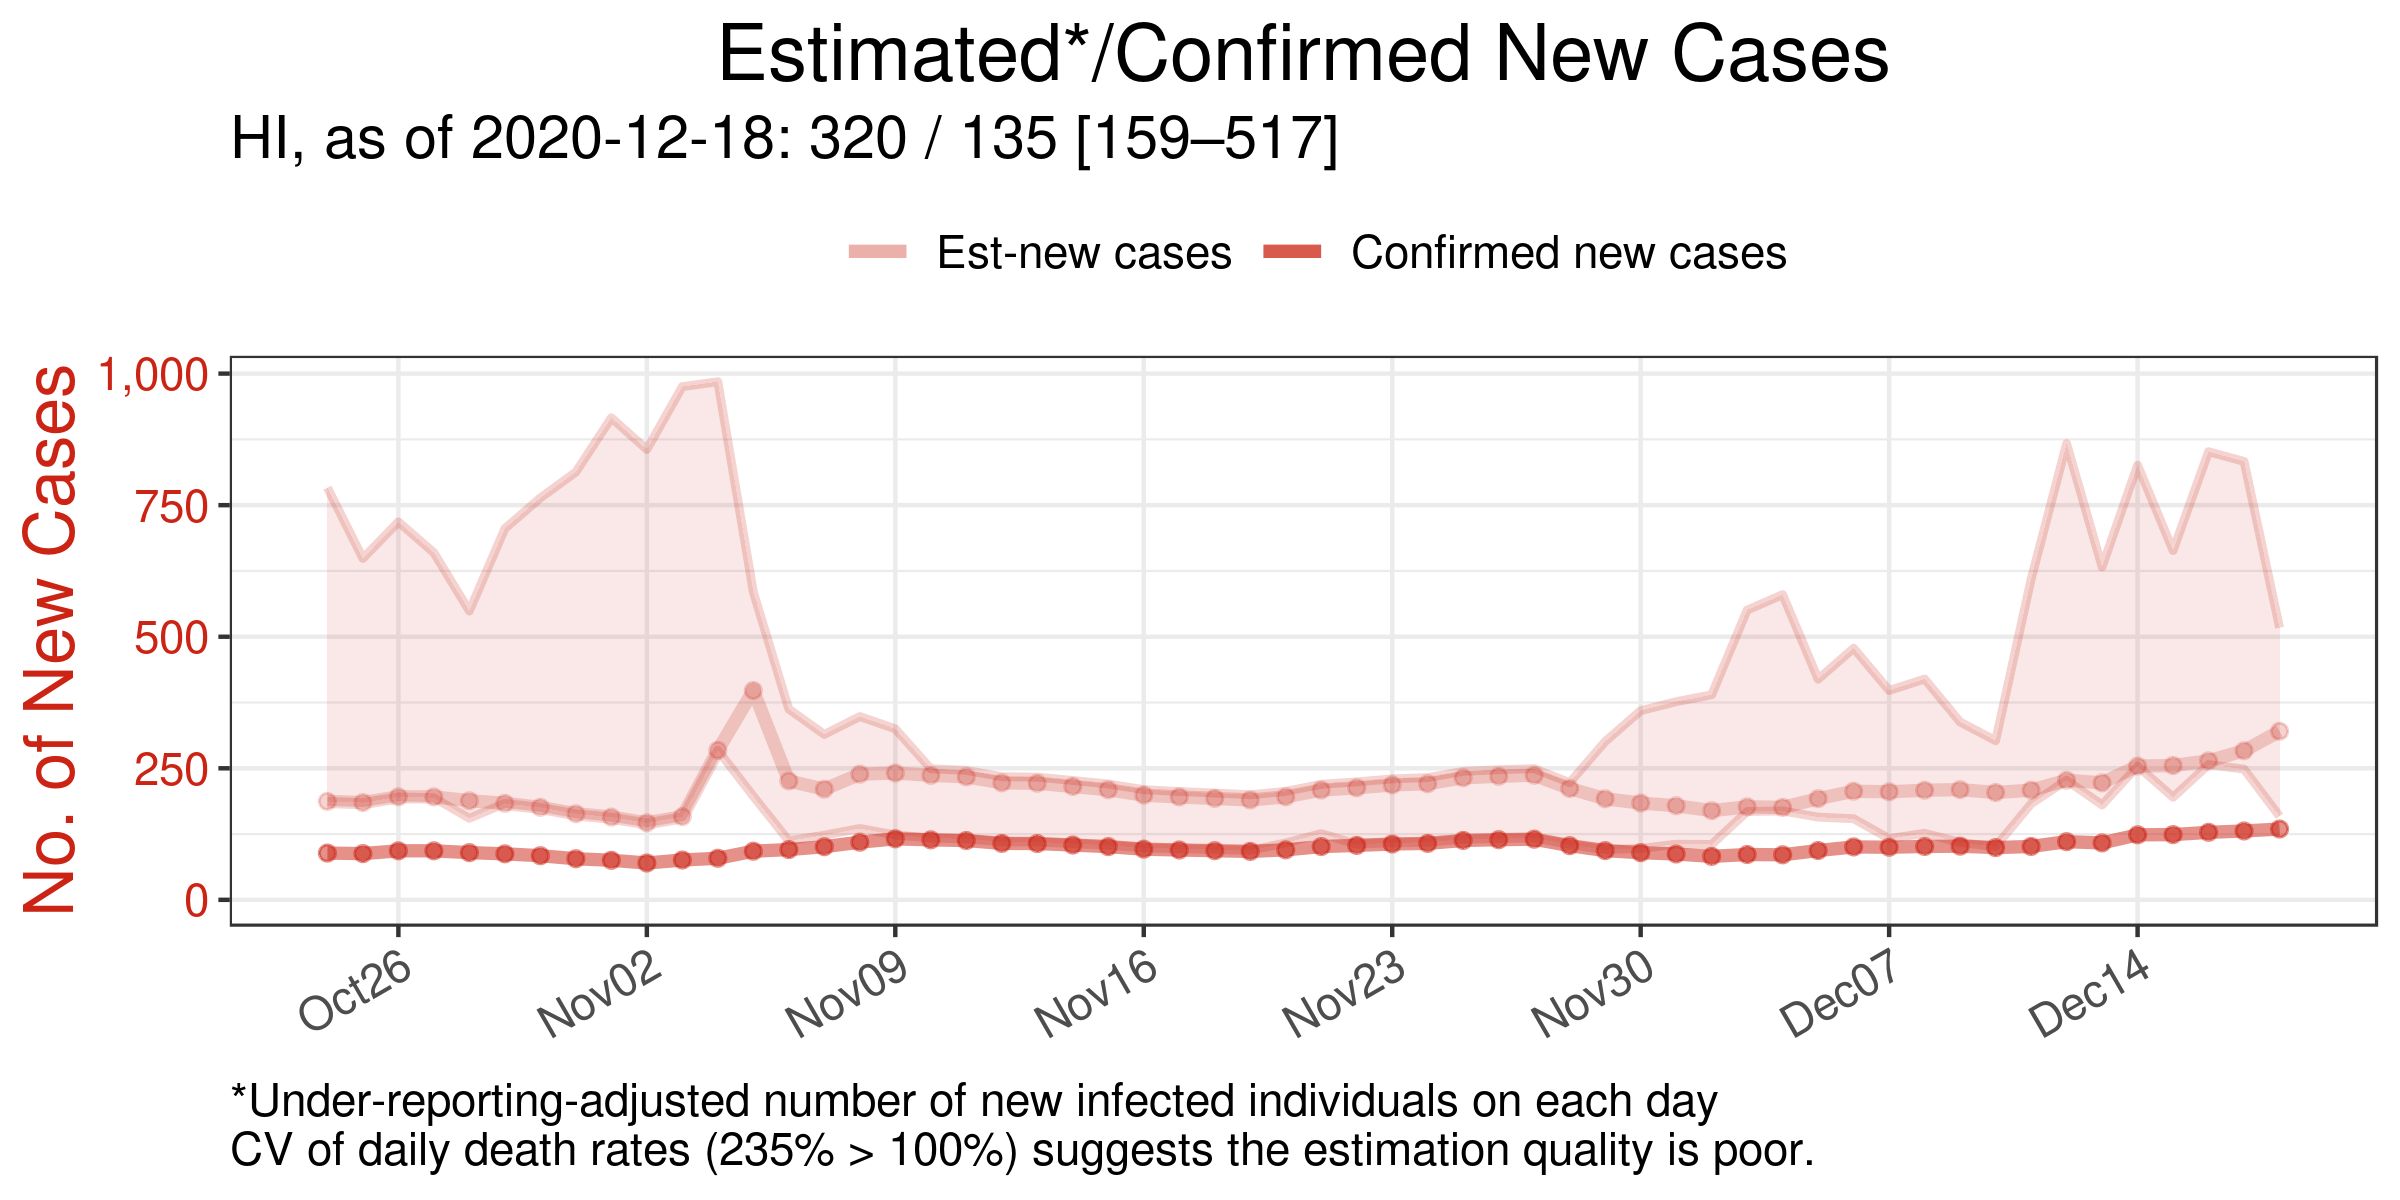 Estimated*/Confirmed New Cases
HI, as of 2020-12-18: 320 / 135 [159–517]
Est-new cases
Confirmed new cases
No. of New Cases
1,000
750
500
250
0
Oct26
Nov02
Nov09
Nov16
Nov23
Nov30
Dec07
Dec14
*Under-reporting-adjusted number of new infected individuals on each day
CV of daily death rates (235% > 100%) suggests the estimation quality is poor.